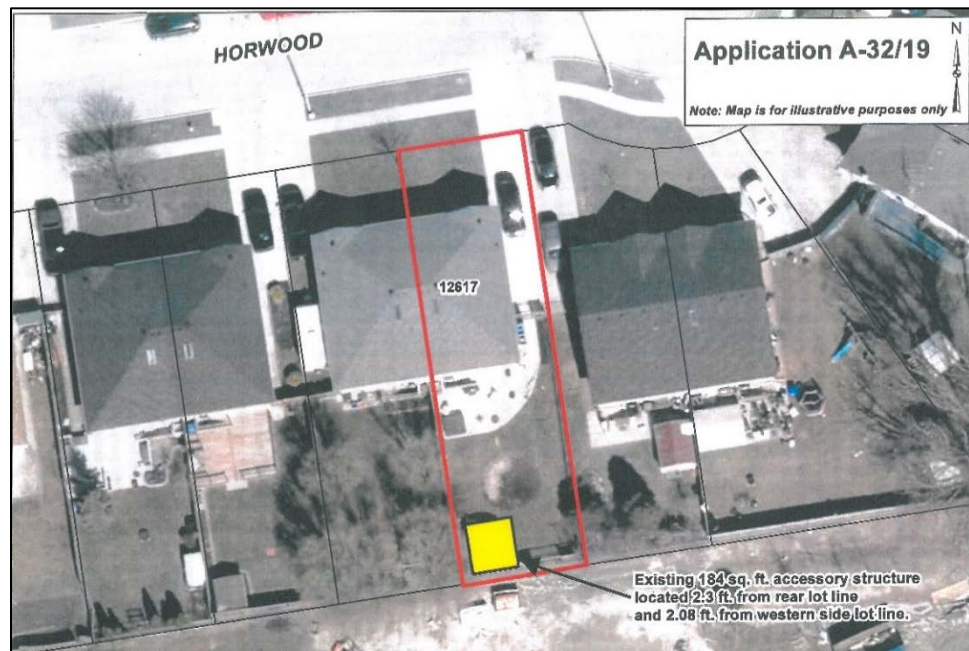 HORWOOD
Application A-32/19
N
Note: Map is for illustrative purposes only
12617
Existing 184 sq. ft. accessory structure
located 2.3 ft. from rear lot line
and 2.08 ft. from western side lot line.